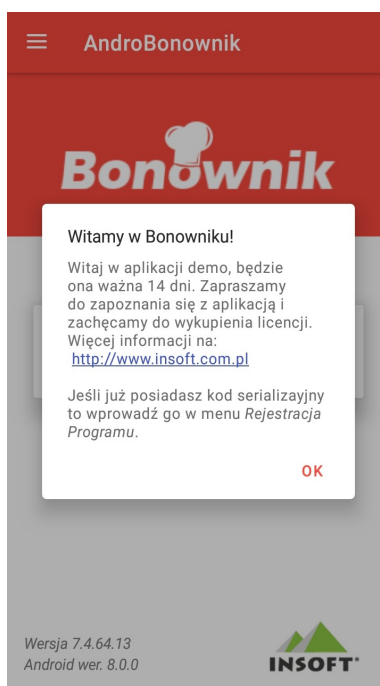 AndroBonownik
Bonownik
Witamy w Bonowniku!
Witaj w aplikacji demo, będzie
ona ważna 14 dni. Zapraszamy
do zapoznania się z aplikacją i
zachęcamy do wykupienia licencji.
Więcej informacji na:
http://www.insoft.com.pl
Jeśli już posiadasz kod serializayjny
to wprowadź go w menu Rejestracja
Programu.
OK
Wersja 7.4.64.13
Android wer. 8.0.0
INSOFT